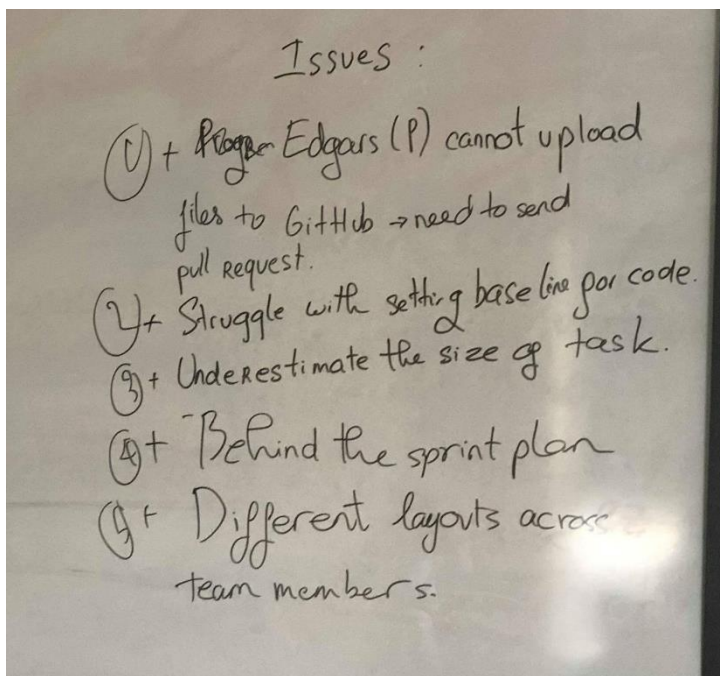 Issues :
① + Edgars (P) cannot upload
files to GitHub → need to send
pull Request.
② + Struggle with setting base line for code.
③ + Underestimate the size of task.
④ + Behind the sprint plan
⑤ + Different layouts across
team members.